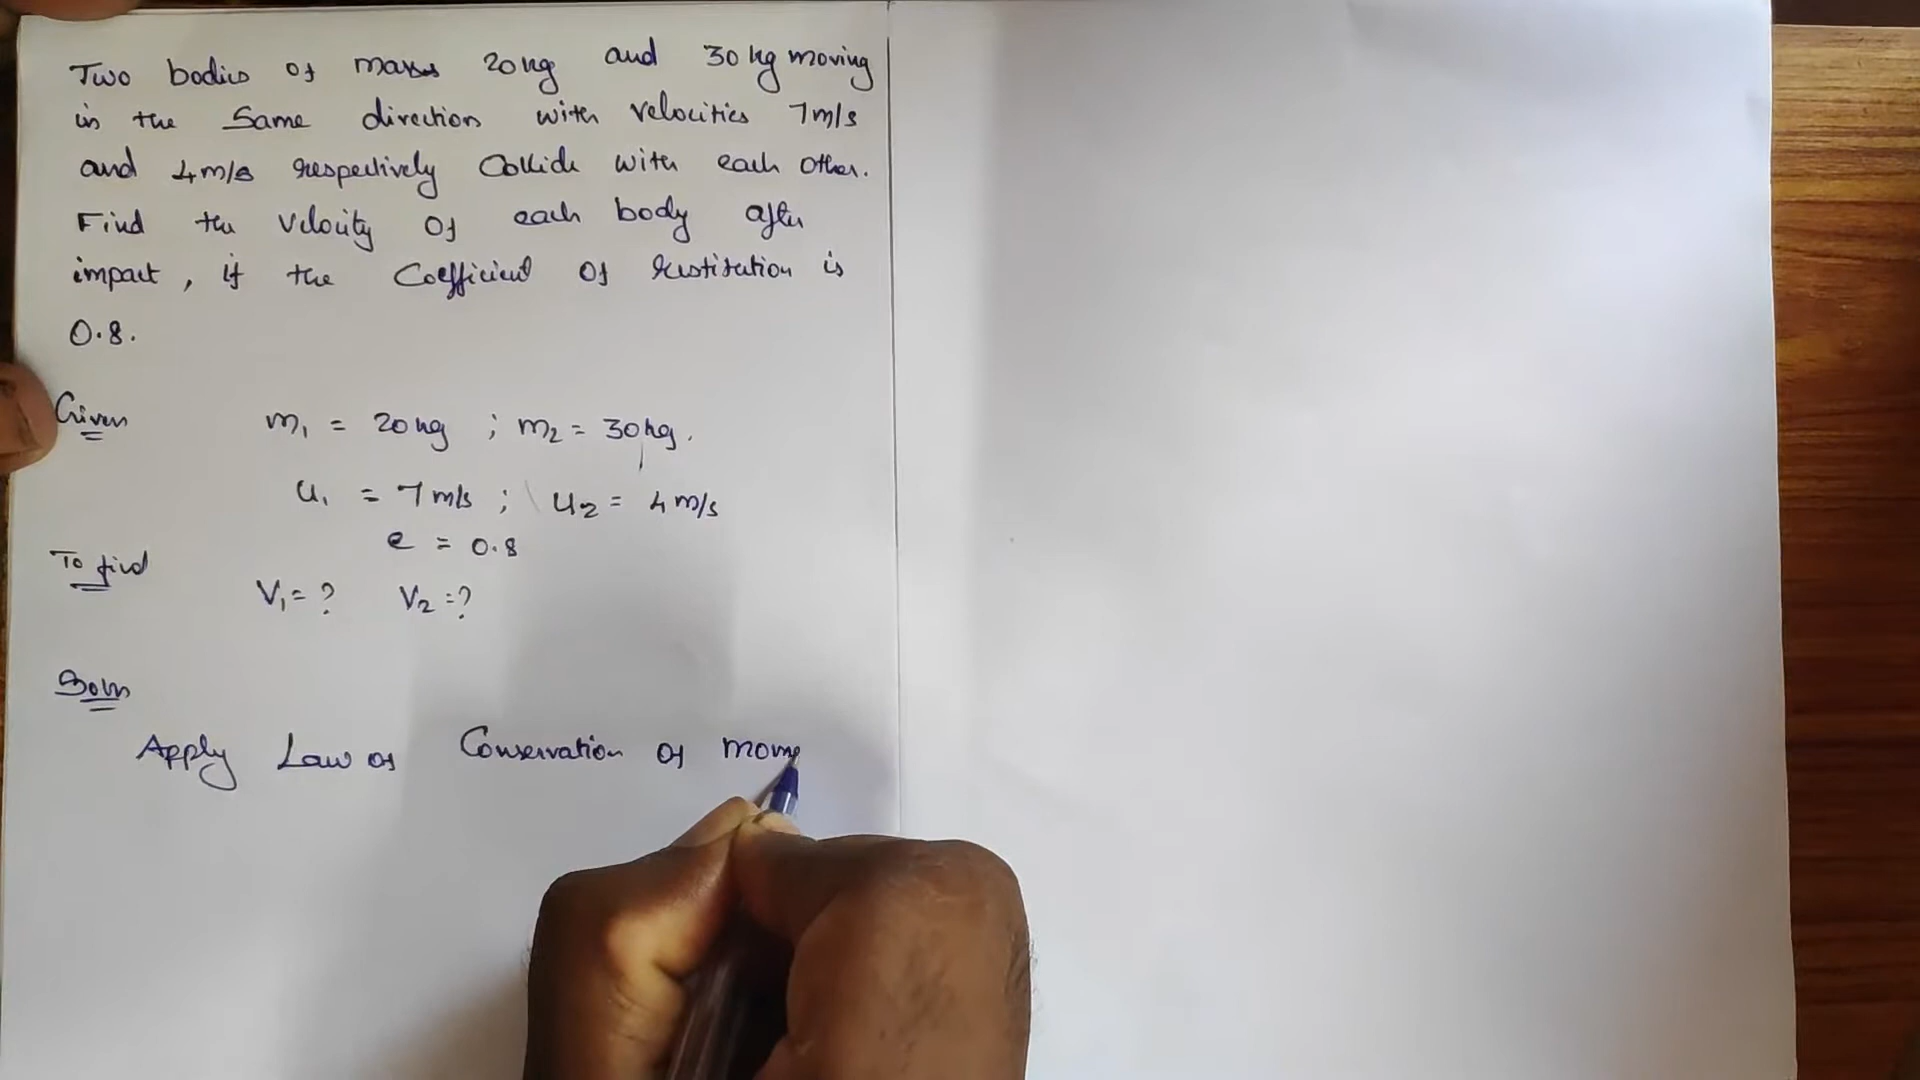 Two bodies of mass 20kg and 30kg moving
in the Same direction with velocities 7m/s
and 4m/s respectively Collide with each other.
Find the velocity of each body after
impact, if the Coefficient of restitution is
0.8.
Given
m₁ = 20kg ; m₂ = 30kg.
u₁ = 7m/s ; u₂ = 4m/s
e = 0.8
To find
V₁ = ? V₂ = ?
Soln
Apply Law of Conservation of mome